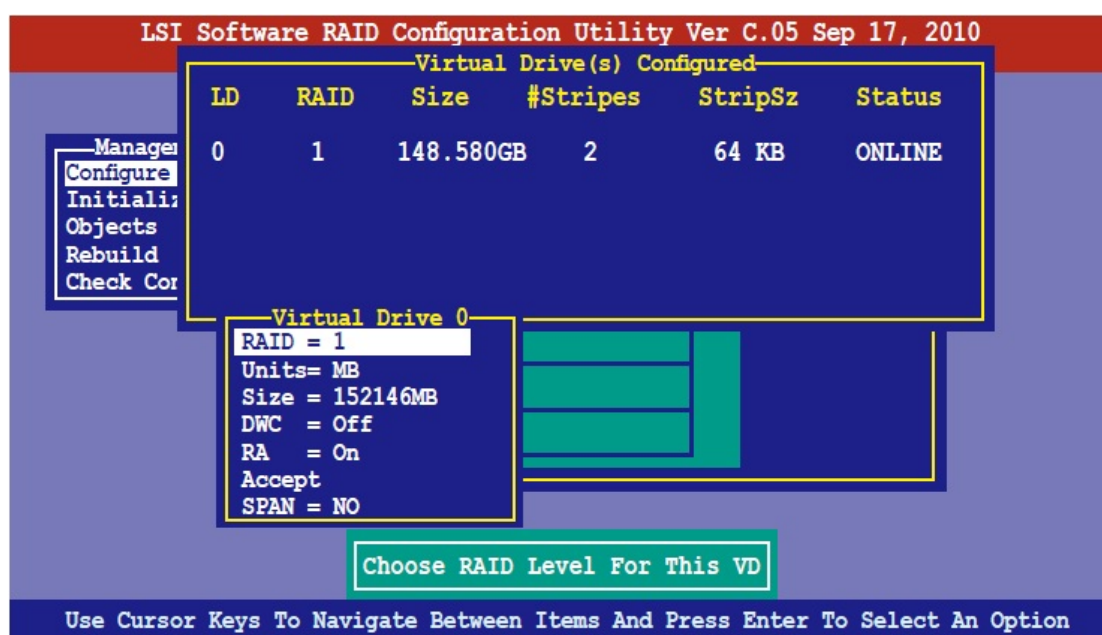 LSI Software RAID Configuration Utility Ver C.05 Sep 17, 2010
Virtual Drive(s) Configured
LD RAID Size #Stripes StripSz Status
0 1 148.580GB 2 64 KB ONLINE
Configure
Objects
Rebuild
Check
Virtual Drive 0
RAID = 1
Units= MB
Size = 152146MB
DWC = Off
RA = On
Accept
SPAN = NO
Choose RAID Level For This VD
Use Cursor Keys To Navigate Between Items And Press Enter To Select An Option